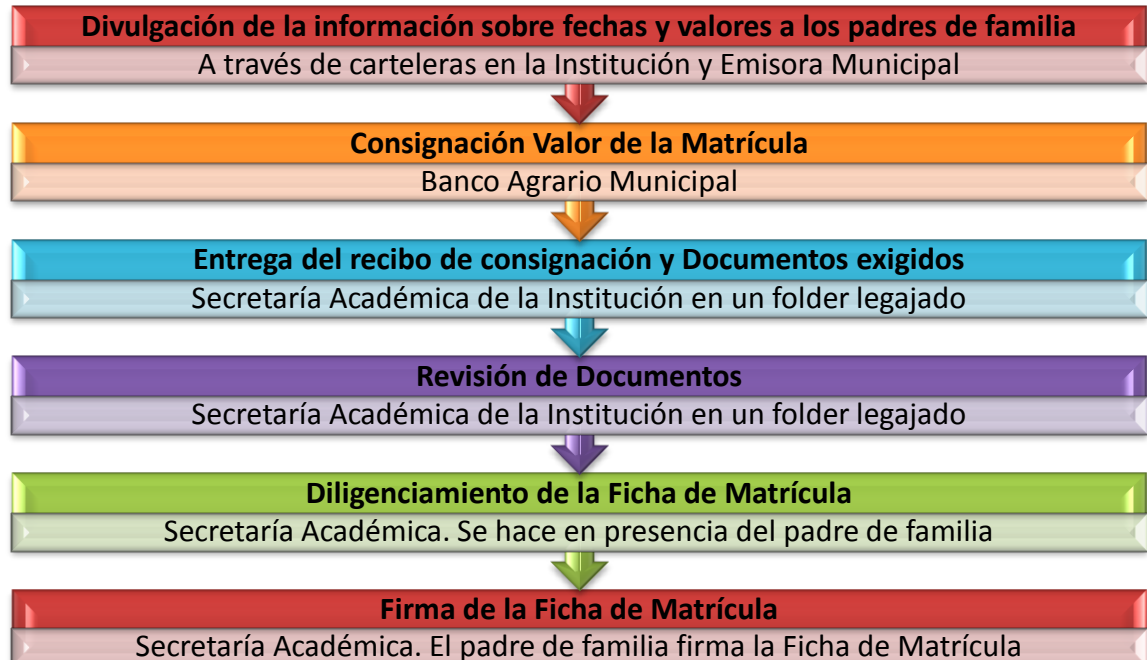 Divulgación de la información sobre fechas y valores a los padres de familia
A través de carteleras en la Institución y Emisora Municipal
Consignación Valor de la Matrícula
Banco Agrario Municipal
Entrega del recibo de consignación y Documentos exigidos
Secretaría Académica de la Institución en un folder legajado
Revisión de Documentos
Secretaría Académica de la Institución en un folder legajado
Diligenciamiento de la Ficha de Matrícula
Secretaría Académica. Se hace en presencia del padre de familia
Firma de la Ficha de Matrícula
Secretaría Académica. El padre de familia firma la Ficha de Matrícula